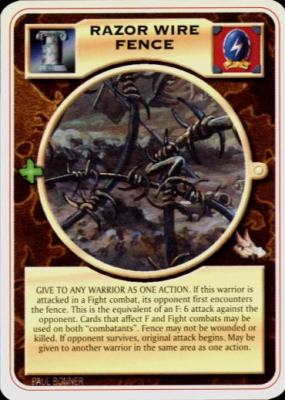 RAZOR WIRE
FENCE
GIVE TO ANY WARRIOR AS ONE ACTION. If this warrior is
attacked in a Fight combat, its opponent first encounters
the fence. This is the equivalent of an F: 6 attack against the
opponent. Cards that affect F and Fight combats may be
used on both "combatants". Fence may not be wounded or
killed. If opponent survives, original attack begins. May be
given to another warrior in the same area as one action.
PAUL BONNER